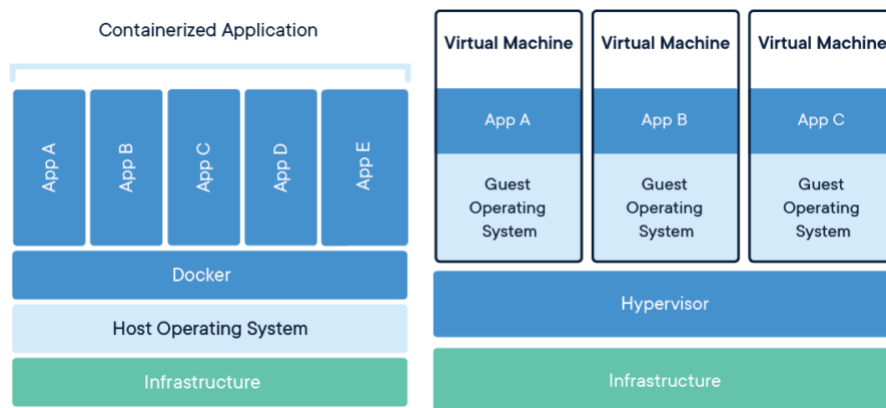 Containerized Application
App A
App B
App C
App D
App E
Docker
Host Operating System
Infrastructure
Virtual Machine
App A
Guest
Operating
System
Virtual Machine
App B
Guest
Operating
System
Virtual Machine
App C
Guest
Operating
System
Hypervisor
Infrastructure